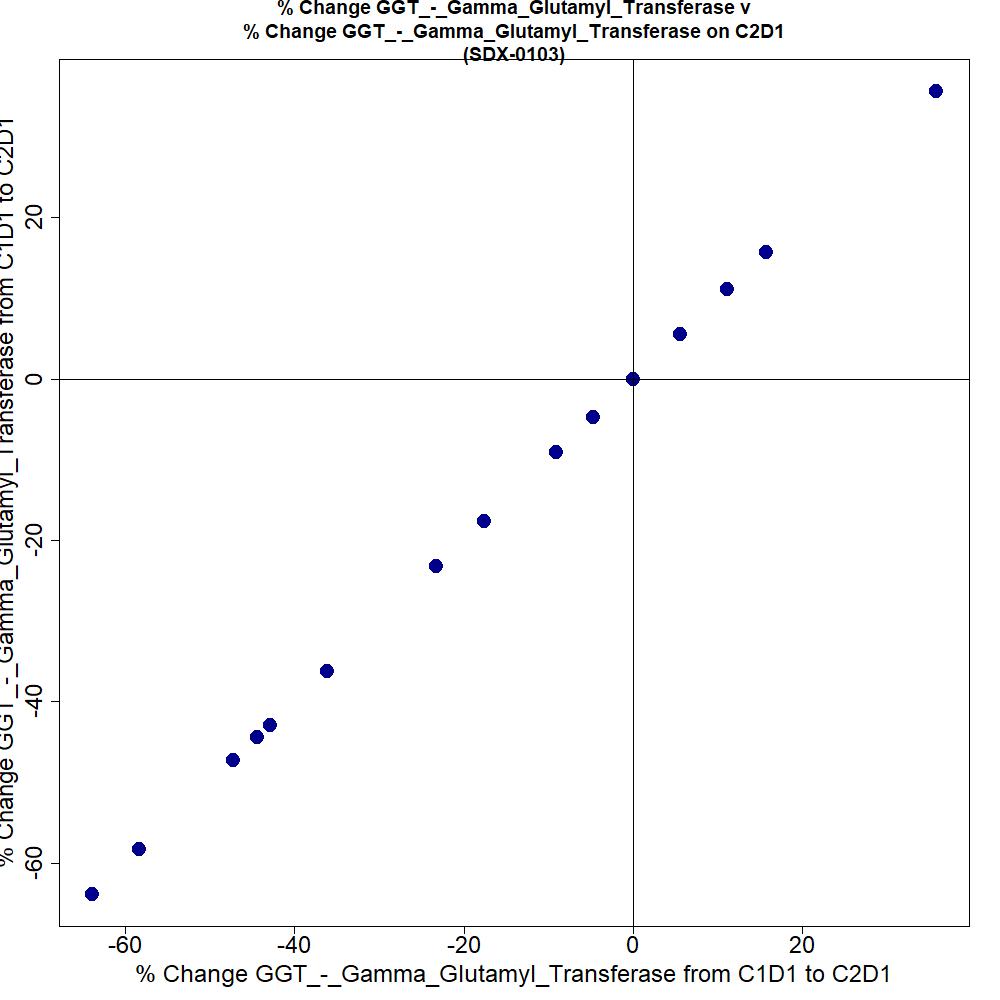 % Change GGT_-_Gamma_Glutamyl_Transferase v
% Change GGT_-_Gamma_Glutamyl_Transferase on C2D1
(SDX-0103)
% Change GGT_-_Gamma_Glutamyl_Transferase from C1D1 to C2D1
20
0
-20
-40
-60
-60 -40 -20 0 20
% Change GGT_-_Gamma_Glutamyl_Transferase from C1D1 to C2D1